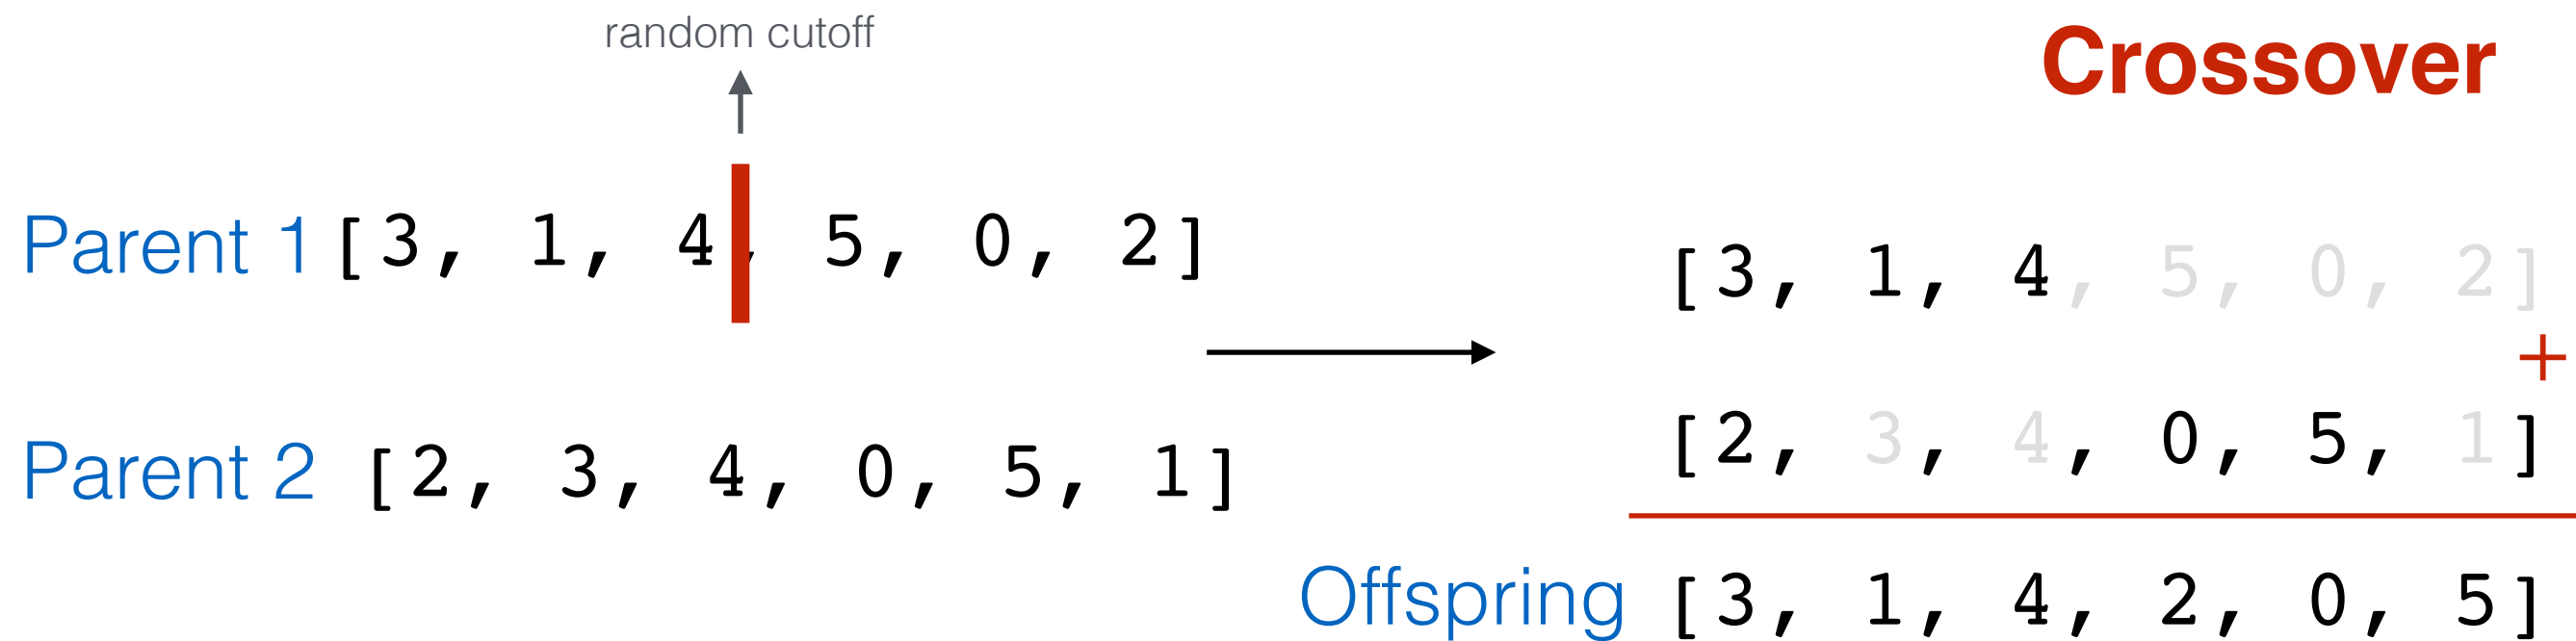 random cutoff
Crossover
Parent 1 [3, 1, 4, 5, 0, 2]
[3, 1, 4, 5, 0, 2]
+
Parent 2 [2, 3, 4, 0, 5, 1]
[2, 3, 4, 0, 5, 1]
Offspring [3, 1, 4, 2, 0, 5]